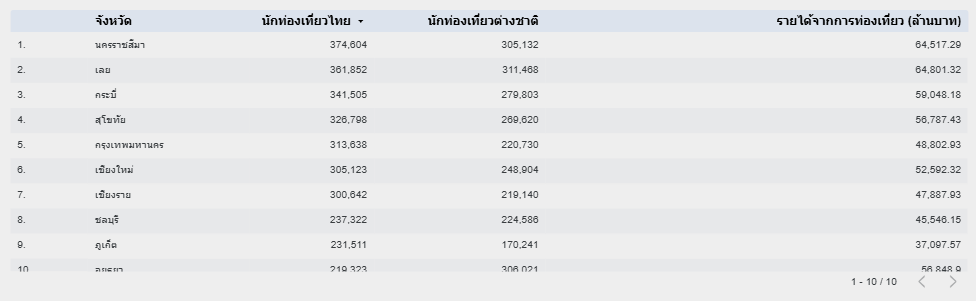 จังหวัด นักท่องเที่ยวไทย นักท่องเที่ยวต่างชาติ รายได้จากการท่องเที่ยว (ล้านบาท)
1. นครราชสีมา 374,604 305,132 64,517.29
2. เลย 361,852 311,468 64,801.32
3. กระบี่ 341,505 279,803 59,048.18
4. สุโขทัย 326,798 269,620 56,787.43
5. กรุงเทพมหานคร 313,638 220,730 48,802.93
6. เชียงใหม่ 305,123 248,904 52,592.32
7. เชียงราย 300,642 219,140 47,887.93
8. ชลบุรี 237,322 224,586 45,546.15
9. ภูเก็ต 231,511 170,241 37,097.57
10. อยุธยา 219,323 306,021 56,848.9
1 - 10 / 10